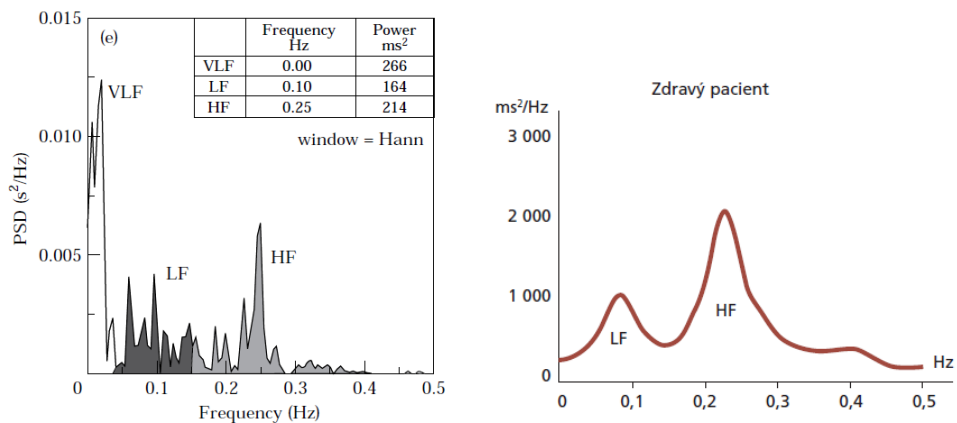 0.015
(e)
Frequency Hz Power ms²
VLF 0.00 266
LF 0.10 164
HF 0.25 214
VLF
window = Hann
0.010
PSD (s²/Hz)
0.005
LF
HF
0 0.1 0.2 0.3 0.4 0.5
Frequency (Hz)
Zdravý pacient
ms²/Hz
3 000
2 000
1 000
HF
LF
Hz
0
0 0,1 0,2 0,3 0,4 0,5